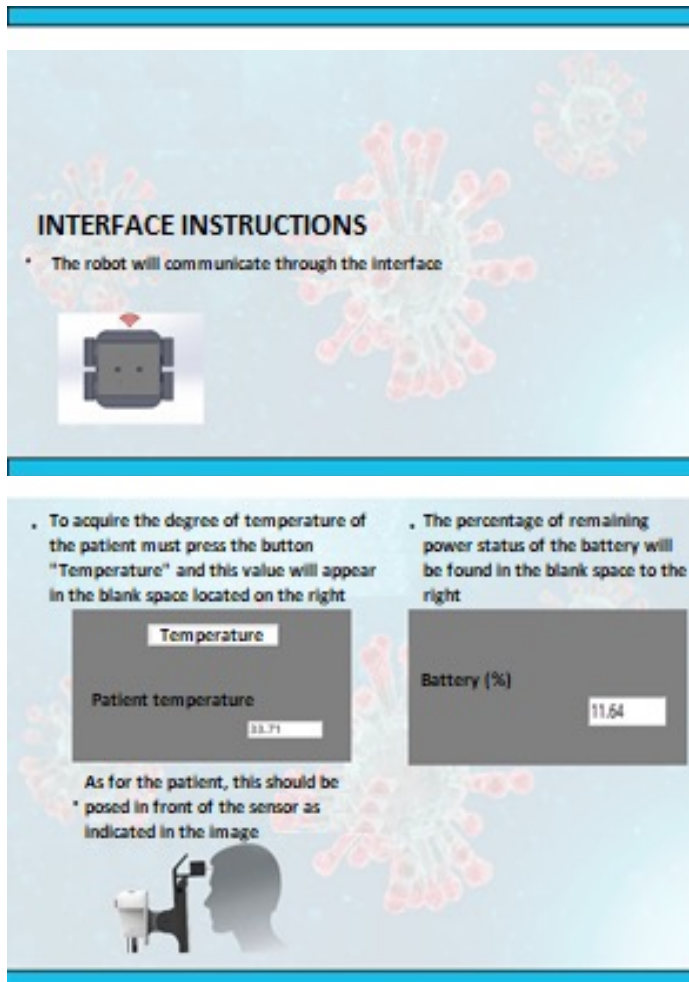 INTERFACE INSTRUCTIONS
• The robot will communicate through the interface
• To acquire the degree of temperature of
the patient must press the button
"Temperature" and this value will appear
in the blank space located on the right
Temperature
Patient temperature
33.71
As for the patient, this should be
• posed in front of the sensor as
indicated in the image
• The percentage of remaining
power status of the battery will
be found in the blank space to the
right
Battery (%)
11.64